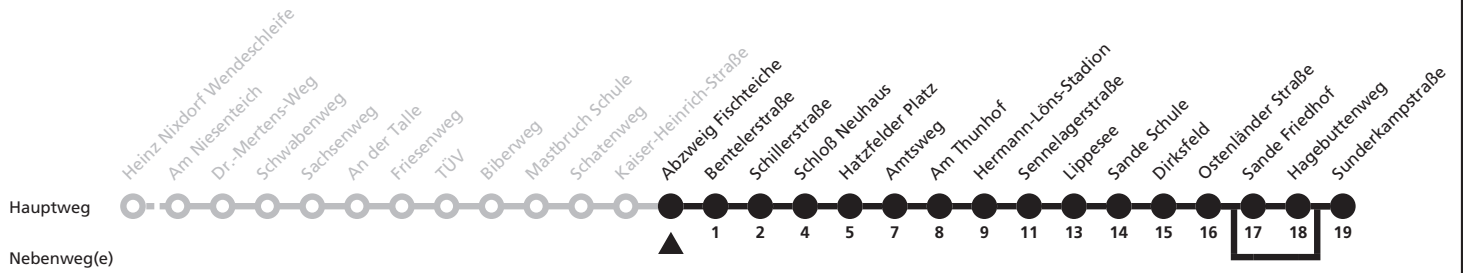 Heinz Nixdorf Wendeschleife
Am Niesenteich
Dr.-Mertens-Weg
Schwabenweg
Sachsenweg
An der Talle
Friesenweg
TÜV
Biberweg
Mastbruch Schule
Schatenweg
Kaiser-Heinrich-Straße
Abzweig Fischteiche
Bentelerstraße
Schillerstraße
Schloß Neuhaus
Hatzfelder Platz
Amtsweg
Am Thunhof
Hermann-Löns-Stadion
Sennelagerstraße
Lippesee
Sande Schule
Dirksfeld
Ostenländer Straße
Sande Friedhof
Hagebuttenweg
Sunderkampstraße
Hauptweg
1 2 4 5 7 8 9 11 13 14 15 16 17 18 19
Nebenweg(e)